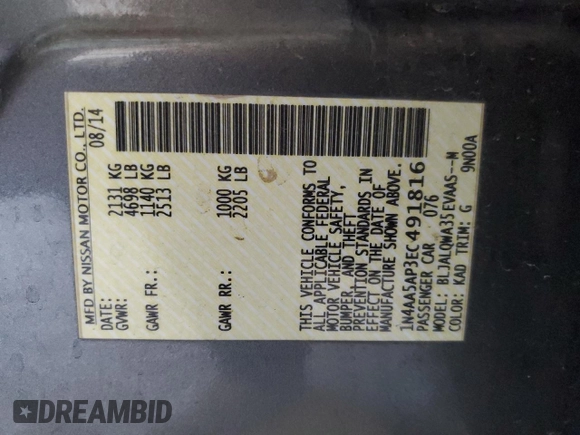 MFD BY NISSAN MOTOR CO., LTD.
DATE: 08/14
GVWR: 2131 KG
4698 LB
GAWR FR.: 1140 KG
2513 LB
GAWR RR.: 1000 KG
2205 LB
THIS VEHICLE CONFORMS TO
ALL APPLICABLE FEDERAL
MOTOR VEHICLE SAFETY,
BUMPER, AND THEFT
PREVENTION STANDARDS IN
EFFECT ON THE DATE OF
MANUFACTURE SHOWN ABOVE.
1N4AA5AP3EC491816
PASSENGER CAR 076
MODEL: BLJALQWA35EVAAS--M
COLOR: KAD TRIM: G 9N00A
DREAMBID